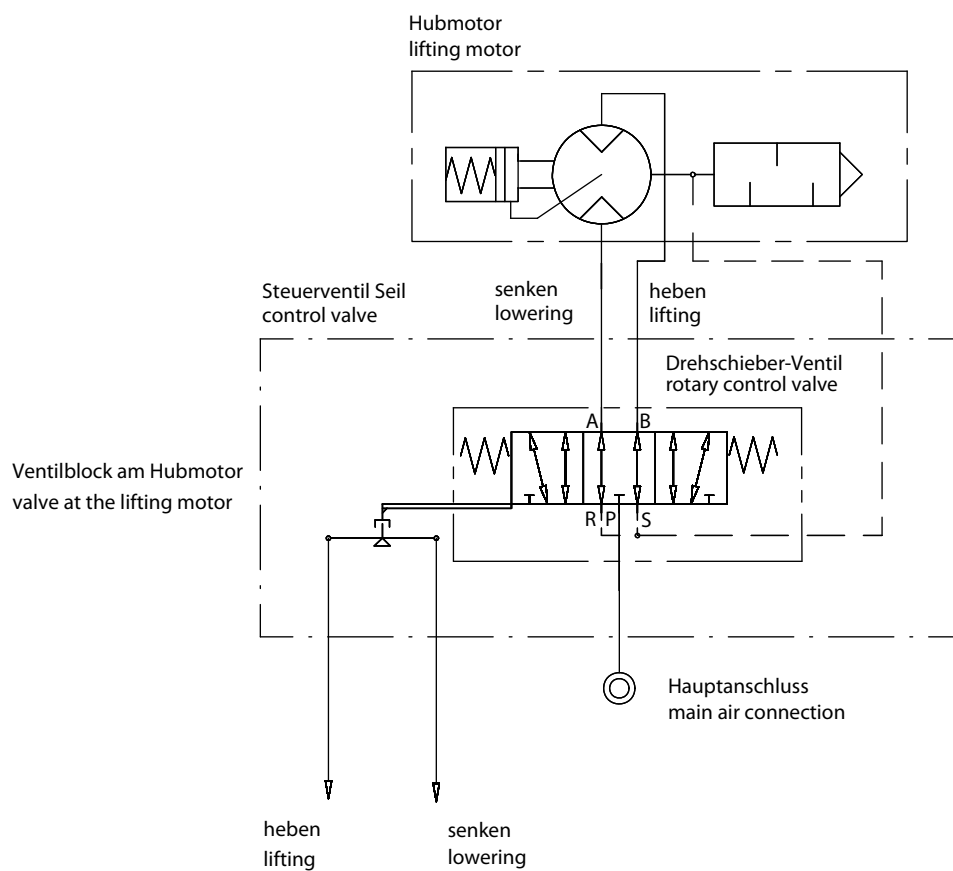 Hubmotor
lifting motor
Steuerventil Seil
control valve
senken
lowering
heben
lifting
Drehschieber-Ventil
rotary control valve
A B
Ventilblock am Hubmotor
valve at the lifting motor
R P S
Hauptanschluss
main air connection
heben
lifting
senken
lowering